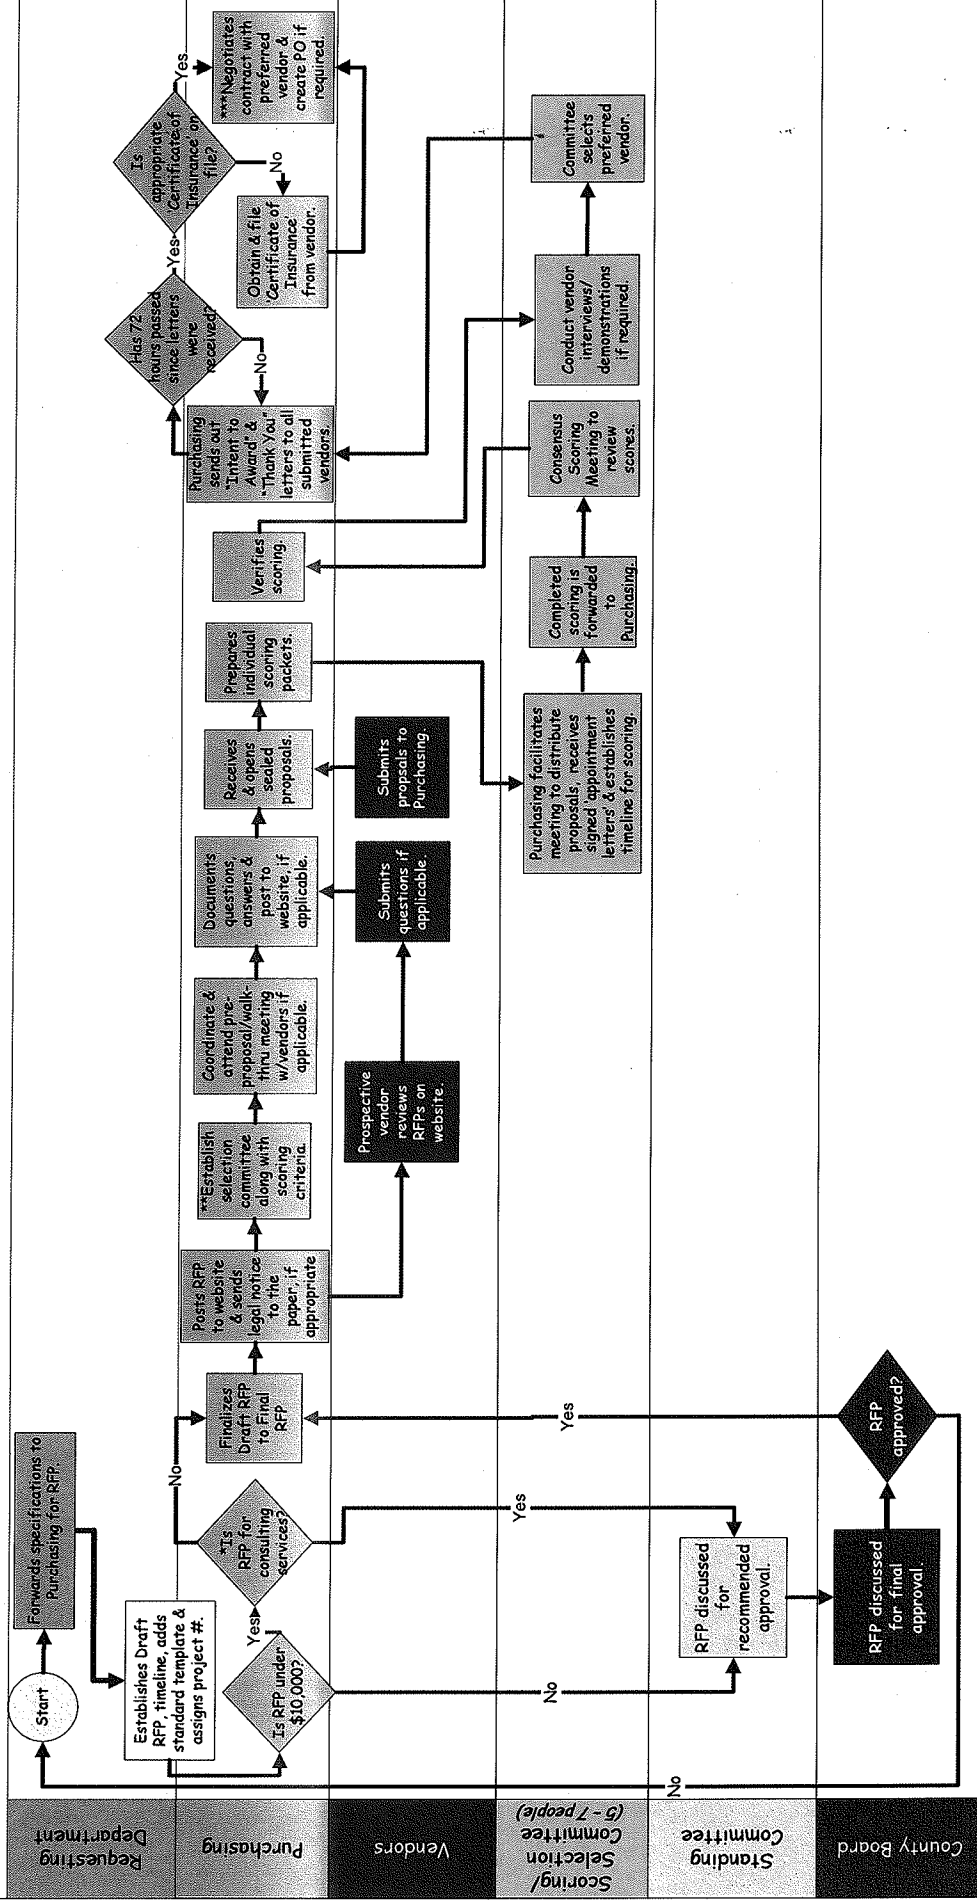 Requesting
Department
Start
Forwards specifications to
Purchasing for RFP.
Establishes Draft
RFP, timeline, adds
standard template &
assigns project #.
Purchasing
Is RFP under
$10,000?
Yes
No
*Is
RFP for
consulting
services?
No
Yes
Finalizes
Draft RFP
to Final
RFP
Posts RFP
to website
& sends
legal notice
to the
paper, if
appropriate
**Establish
selection
committee
along with
scoring
criteria.
Coordinate &
attend pre-
proposal/walk-
thru meeting
w/vendors if
applicable.
Documents
questions,
answers &
post to
website, if
applicable.
Receives
& opens
sealed
proposals.
Prepares
individual
scoring
packets.
Verifies
scoring.
Purchasing
sends out
"Intent to
Award" &
"Thank You"
letters to all
submitted
vendors.
Has 72
hours passed
since letters
were
received?
No
Yes
Is
appropriate
'Certificate of
Insurance' on
file?
Yes
No
Obtain & file
'Certificate of
Insurance'
from vendor.
***Negotiates
contract with
preferred
vendor &
create PO if
required.
Vendors
Prospective
vendor
reviews
RFPs on
website.
Submits
questions if
applicable.
Submits
propsals to
Purchasing.
Scoring/
Selection
Committee
(5 - 7 people)
Purchasing facilitates
meeting to distribute
proposals, receives
signed 'appointment
letters' & establishes
timeline for scoring.
Completed
scoring is
forwarded
to
Purchasing.
Consensus
Scoring
Meeting to
review
scores.
Conduct vendor
interviews/
demonstrations
if required.
Committee
selects
preferred
vendor.
Standing
Committee
RFP discussed
for
recommended
approval.
County Board
RFP discussed
for final
approval.
RFP
approved?
Yes
No